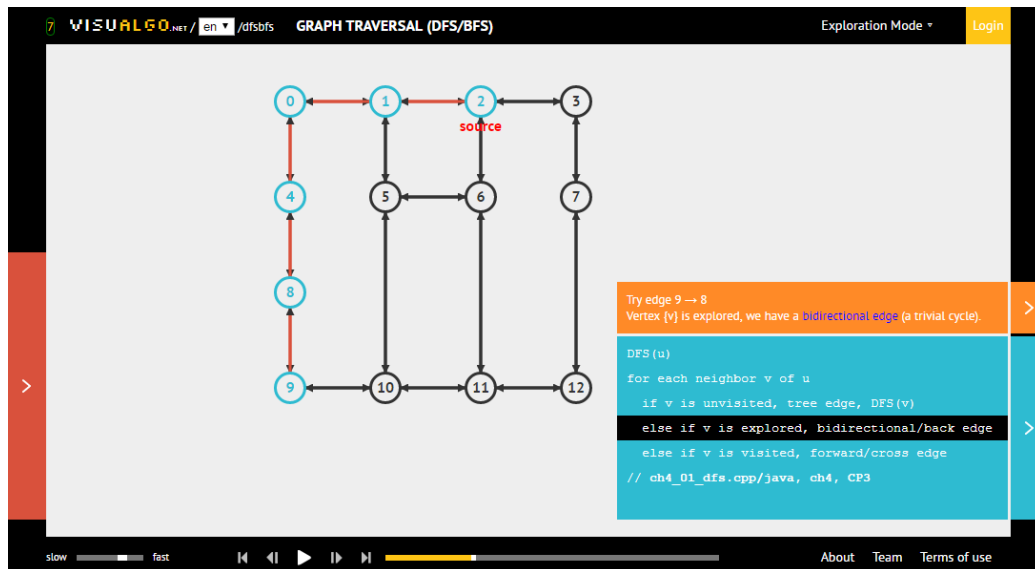 7 VISUALGO.NET / en /dfsbfs GRAPH TRAVERSAL (DFS/BFS) Exploration Mode Login
0 1 2 3
source
4 5 6 7
8
9 10 11 12
Try edge 9 → 8
Vertex {v} is explored, we have a bidirectional edge (a trivial cycle).
DFS(u)
for each neighbor v of u
if v is unvisited, tree edge, DFS(v)
else if v is explored, bidirectional/back edge
else if v is visited, forward/cross edge
// ch4_01_dfs.cpp/java, ch4, CP3
slow fast About Team Terms of use